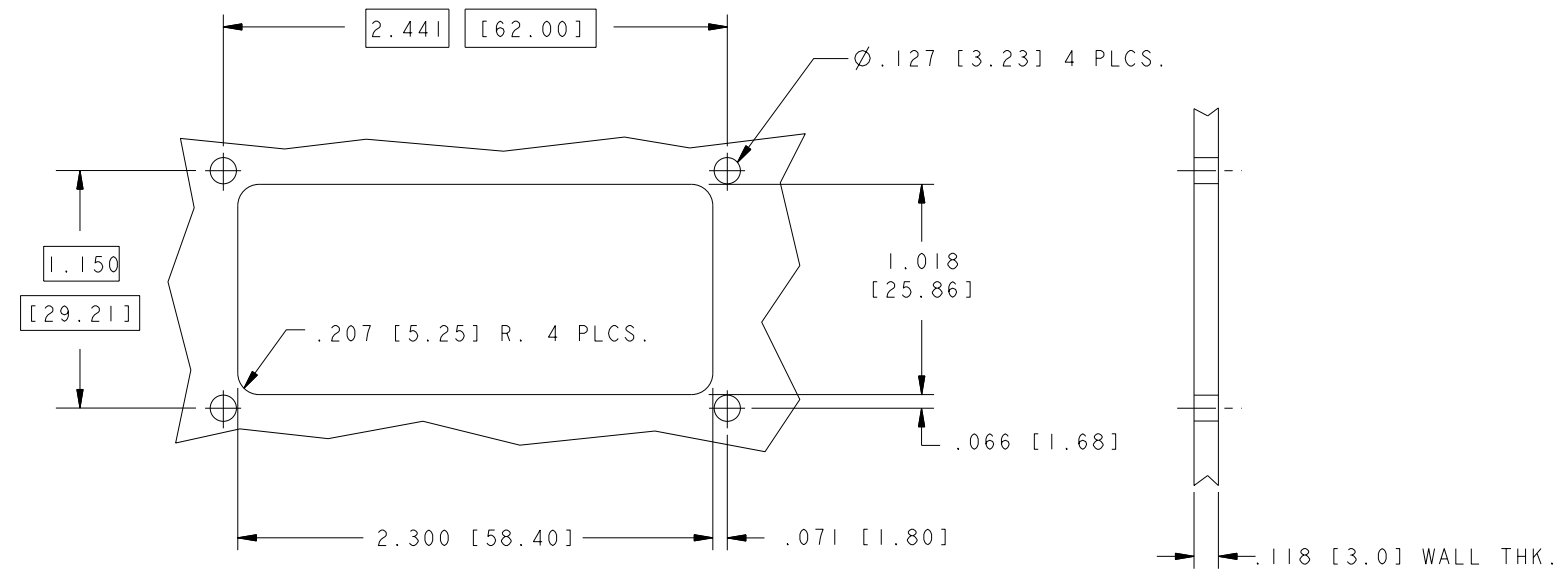 2.441 [62.00]
Ø.127 [3.23] 4 PLCS.
1.150
[29.21]
1.018
[25.86]
.207 [5.25] R. 4 PLCS.
.066 [1.68]
2.300 [58.40]
.071 [1.80]
.118 [3.0] WALL THK.